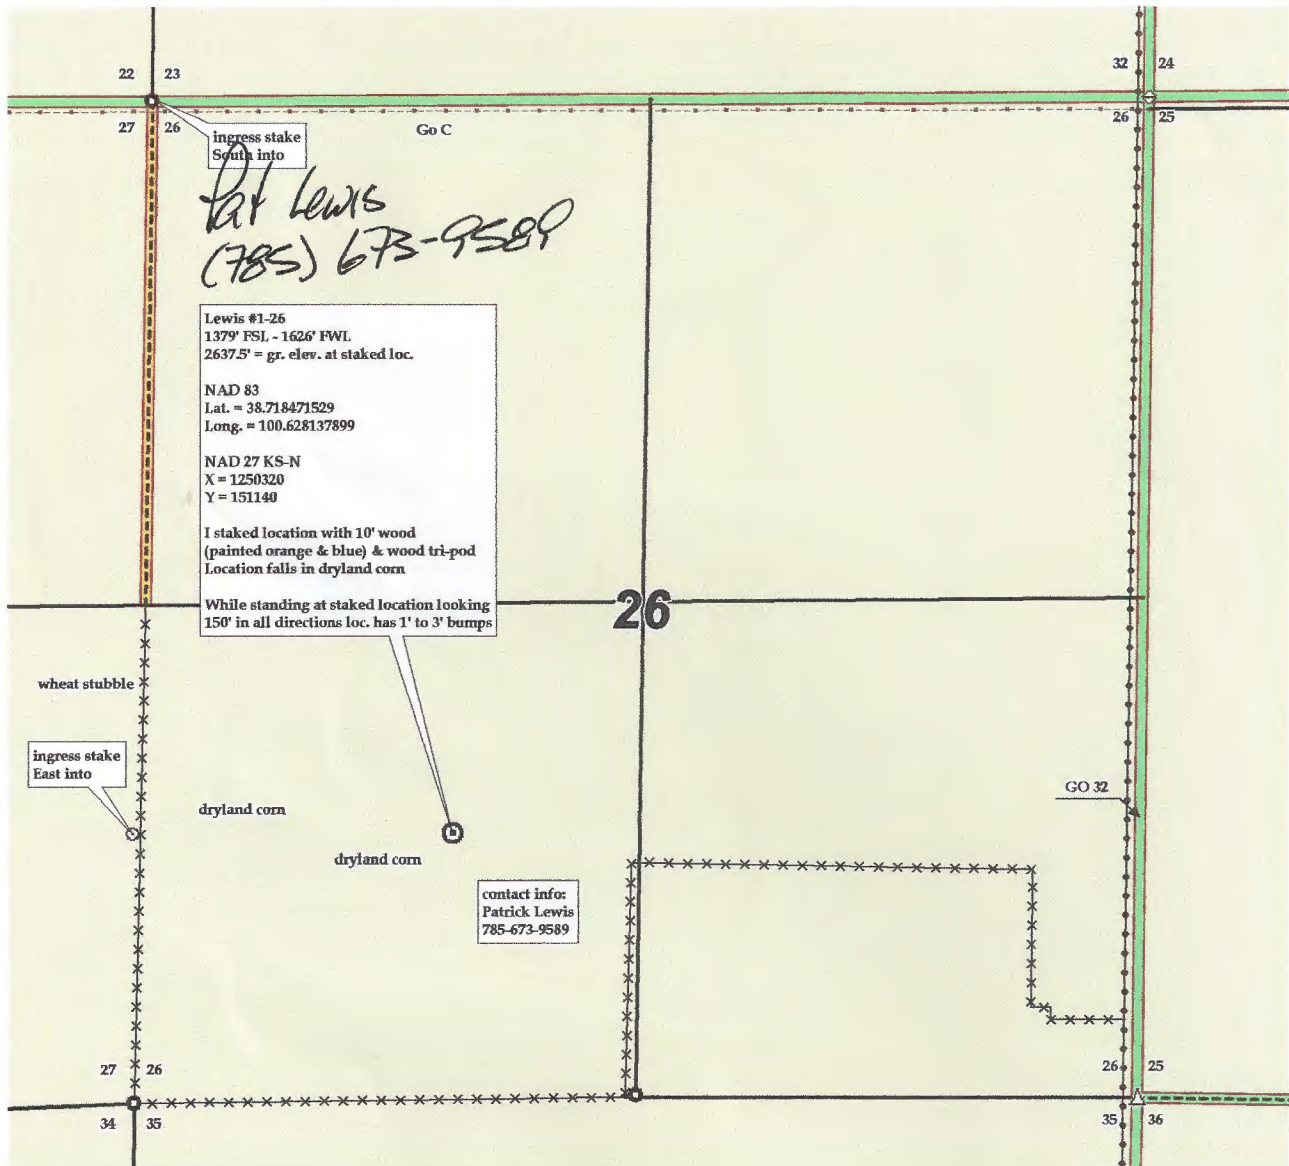 22 23
32 24
27 26
26 25
ingress stake
South into
Go C
Pat Lewis
(785) 673-9589
Lewis #1-26
1379' FSL - 1626' FWL
2637.5' = gr. elev. at staked loc.
NAD 83
Lat. = 38.718471529
Long. = 100.628137899
NAD 27 KS-N
X = 1250320
Y = 151140
I staked location with 10' wood
(painted orange & blue) & wood tri-pod
Location falls in dryland corn
While standing at staked location looking
150' in all directions loc. has 1' to 3' bumps
26
wheat stubble
ingress stake
East into
GO 32
dryland corn
dryland corn
contact info:
Patrick Lewis
785-673-9589
27 26
26 25
34 35
35 36